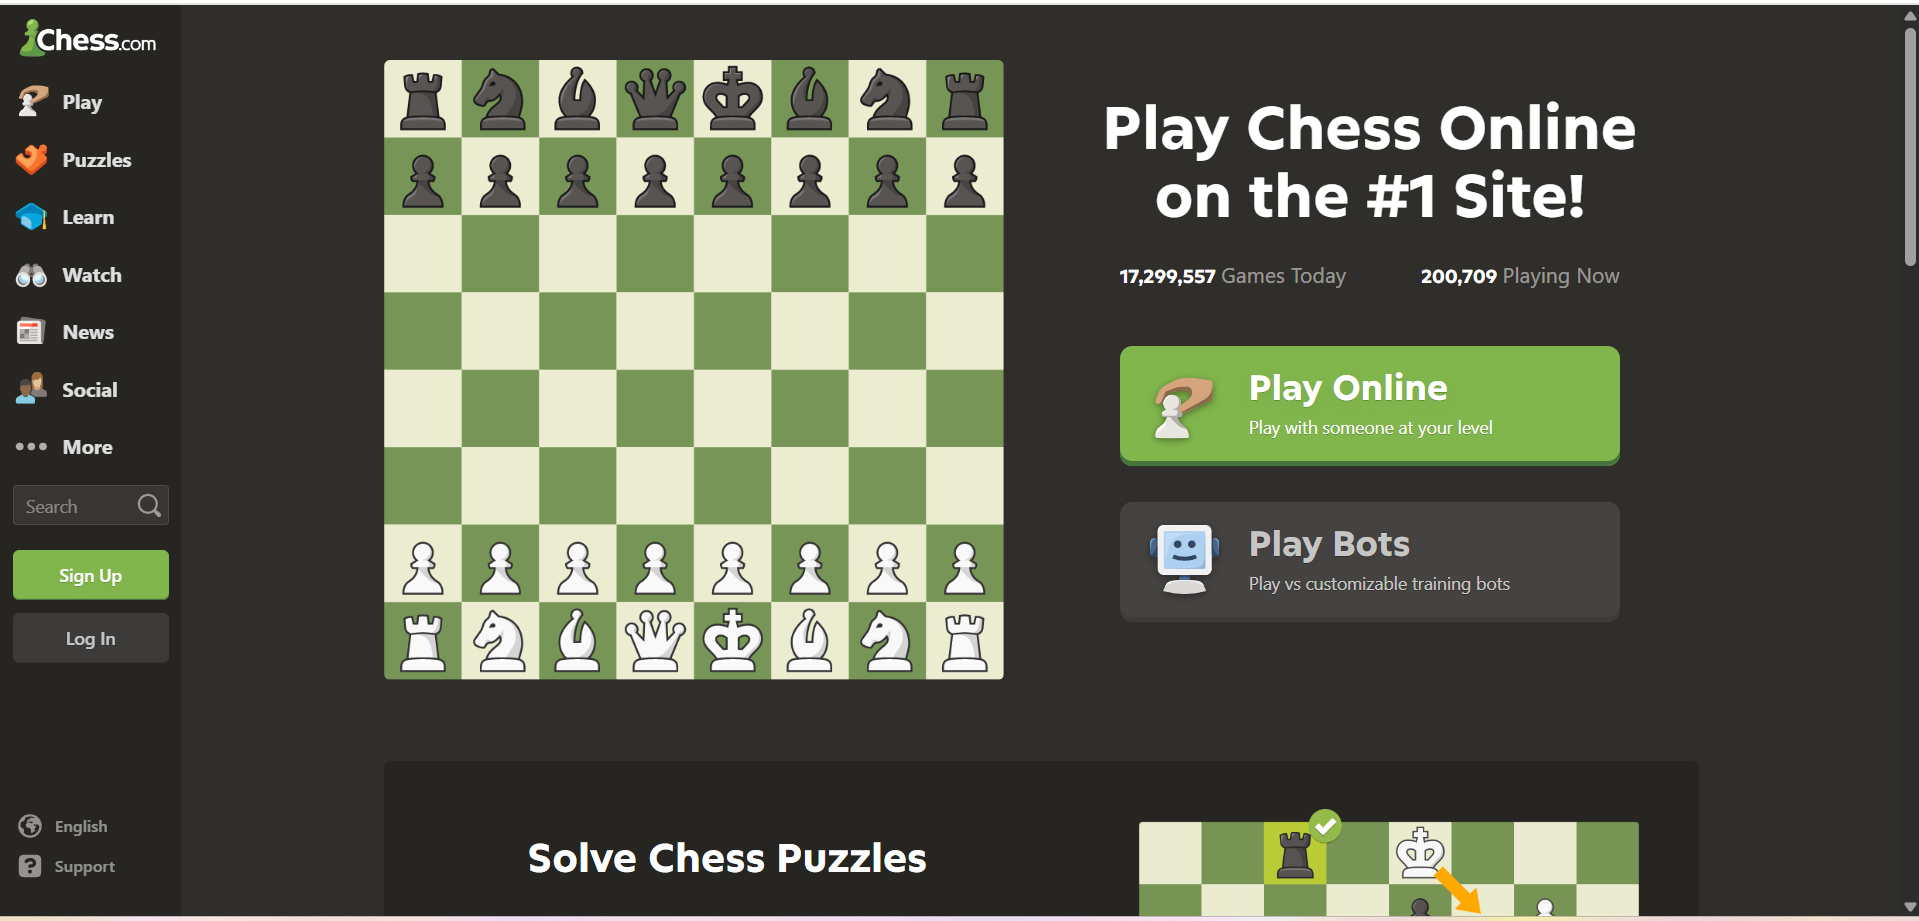 Chess.com
Play
Puzzles
Learn
Watch
News
Social
More
Search
Sign Up
Log In
English
Support
Play Chess Online
on the #1 Site!
17,299,557 Games Today
200,709 Playing Now
Play Online
Play with someone at your level
Play Bots
Play vs customizable training bots
Solve Chess Puzzles